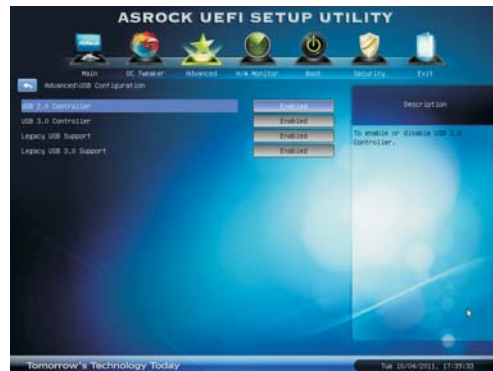 ASROCK UEFI SETUP UTILITY
Main OC Tweaker Advanced H/W Monitor Boot Security Exit
Advanced\USB Configuration
USB 2.0 Controller Enabled
USB 3.0 Controller Enabled
Legacy USB Support Enabled
Legacy USB 3.0 Support Enabled
Description
To enable or disable USB 2.0
Controller.
Tomorrow's Technology Today
Tue 10/04/2011, 17:39:33